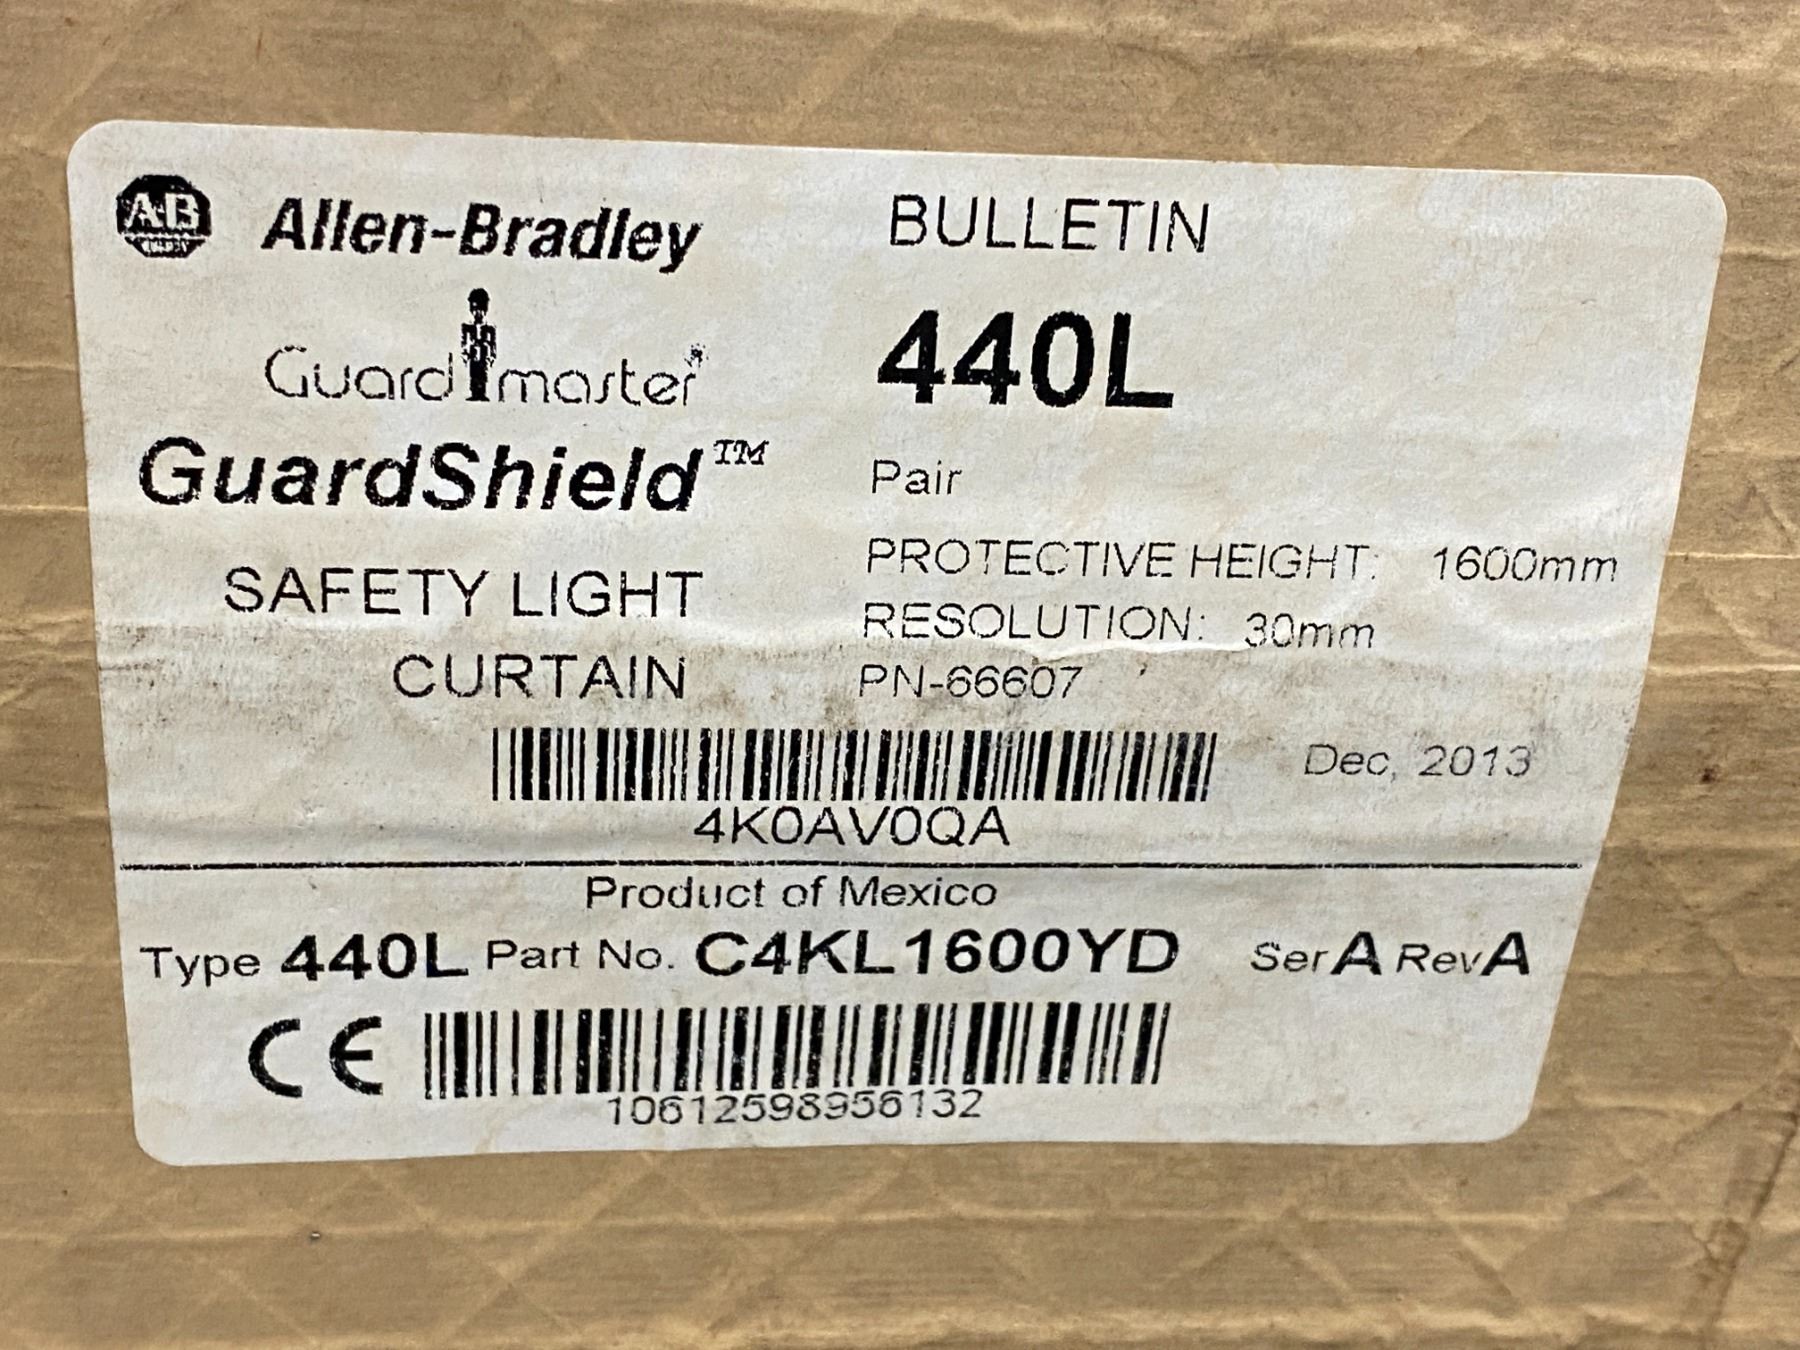 AB
QUALITY
Allen-Bradley
BULLETIN
Guardmaster®
440L
GuardShield™
Pair
PROTECTIVE HEIGHT: 1600mm
SAFETY LIGHT
RESOLUTION: 30mm
CURTAIN
PN-66607
Dec, 2013
4K0AV0QA
Product of Mexico
Type 440L Part No. C4KL1600YD Ser A Rev A
CE
10612598956132